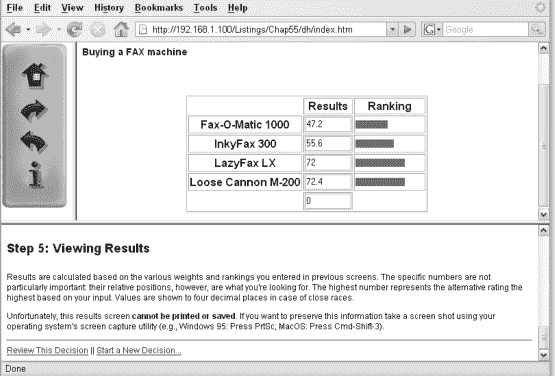 File Edit View History Bookmarks Tools Help
http://192.168.1.100/Listings/Chap55/dh/index.htm
G Google
Buying a FAX machine
Results Ranking
Fax-O-Matic 1000 47.2
InkyFax 300 55.6
LazyFax LX 72
Loose Cannon M-200 72.4
0
Step 5: Viewing Results
Results are calculated based on the various weights and rankings you entered in previous screens. The specific numbers are not
particularly important: their relative positions, however, are what you're looking for. The highest number represents the alternative rating the
highest based on your input. Values are shown to four decimal places in case of close races.
Unfortunately, this results screen cannot be printed or saved. If you want to preserve this information take a screen shot using your
operating system's screen capture utility (e.g., Windows 95: Press PrtSc; MacOS: Press Cmd-Shift-3).
Review This Decision || Start a New Decision...
Done